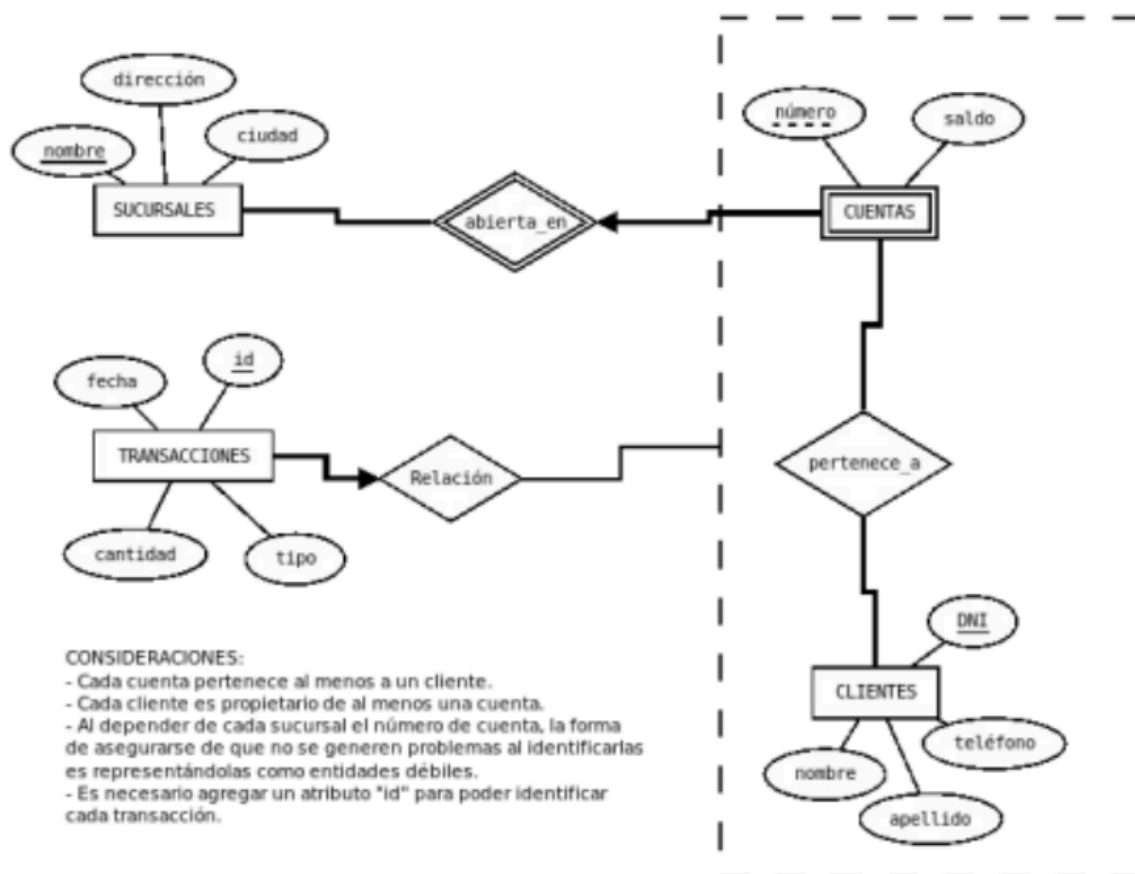 dirección
nombre
ciudad
SUCURSALES
abierta_en
número
saldo
CUENTAS
fecha
id
TRANSACCIONES
Relación
cantidad
tipo
pertenece_a
DNI
CLIENTES
teléfono
nombre
apellido
CONSIDERACIONES:
- Cada cuenta pertenece al menos a un cliente.
- Cada cliente es propietario de al menos una cuenta.
- Al depender de cada sucursal el número de cuenta, la forma
de asegurarse de que no se generen problemas al identificarlas
es representándolas como entidades débiles.
- Es necesario agregar un atributo "id" para poder identificar
cada transacción.